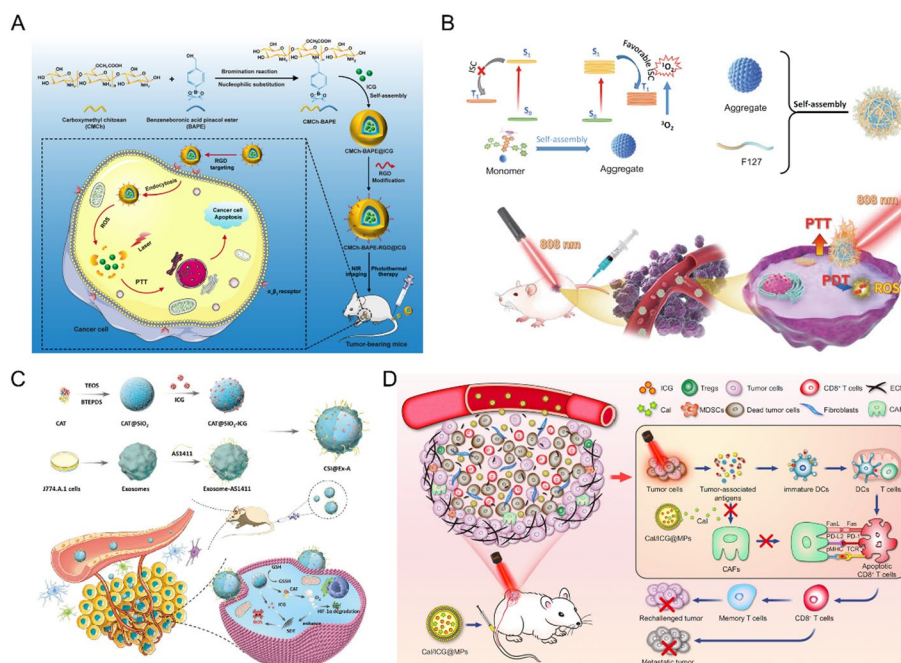 A
OCH₂COOH
Bromination reaction
Nucleophilic substitution
ICG
Self-assembly
Carboxymethyl chitosan
(CMCh)
Benzeneboronic acid pinacol ester
(BAPE)
CMCh-BAPE
CMCh-BAPE@ICG
RGD
Modification
CMCh-BAPE-RGD@ICG
NIR
imaging
Photothermal
therapy
Tumor-bearing mice
RGD
targeting
Endocytosis
ROS
Laser
PTT
Cancer cell
Apoptosis
αᵥβ₃ receptor
Cancer cell
B
ISC
S₁
T₁
S₀
S₁
Favorable
ISC
T₁
S₀
¹O₂
³O₂
Monomer
Self-assembly
Aggregate
Aggregate
F127
Self-assembly
808 nm
808 nm
PTT
PDT
ROS
C
CAT
TEOS
BTEPDS
CAT@SiO₂
ICG
CAT@SiO₂-ICG
J774.A.1 cells
Exosomes
AS1411
Exosome-AS1411
CSI@Ex-A
GSH
GSSG
CAT
O₂
ICG
HIF-1α degradation
SDT
enhance
D
ICG
Tregs
Tumor cells
CD8⁺ T cells
Cal
MDSCs
Dead tumor cells
Fibroblasts
Tumor cells
Tumor-associated
antigens
immature DCs
DCs
T cells
Cal
Cal/ICG@MPs
CAFs
FasL
Fas
PD-L2
PD-1
pMHC
TCR
Apoptotic
CD8⁺ T cells
Rechallenged tumor
Memory T cells
CD8⁺ T cells
Metastatic tumor
Cal/ICG@MPs